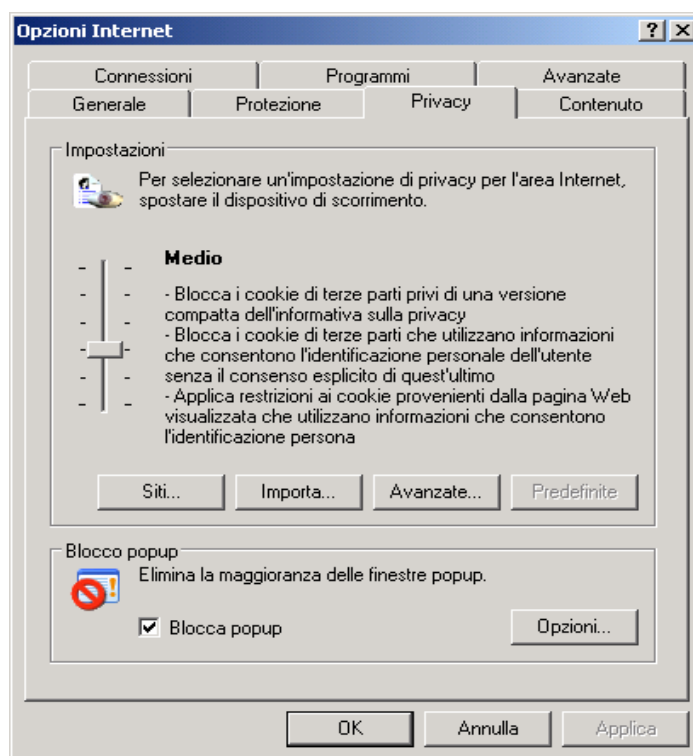 Opzioni Internet
Connessioni Programmi Avanzate
Generale Protezione Privacy Contenuto
Impostazioni
Per selezionare un'impostazione di privacy per l'area Internet,
spostare il dispositivo di scorrimento.
Medio
- Blocca i cookie di terze parti privi di una versione
compatta dell'informativa sulla privacy
- Blocca i cookie di terze parti che utilizzano informazioni
che consentono l'identificazione personale dell'utente
senza il consenso esplicito di quest'ultimo
- Applica restrizioni ai cookie provenienti dalla pagina Web
visualizzata che utilizzano informazioni che consentono
l'identificazione persona
Siti... Importa... Avanzate... Predefinite
Blocco popup
Elimina la maggioranza delle finestre popup.
Blocca popup Opzioni...
OK Annulla Applica